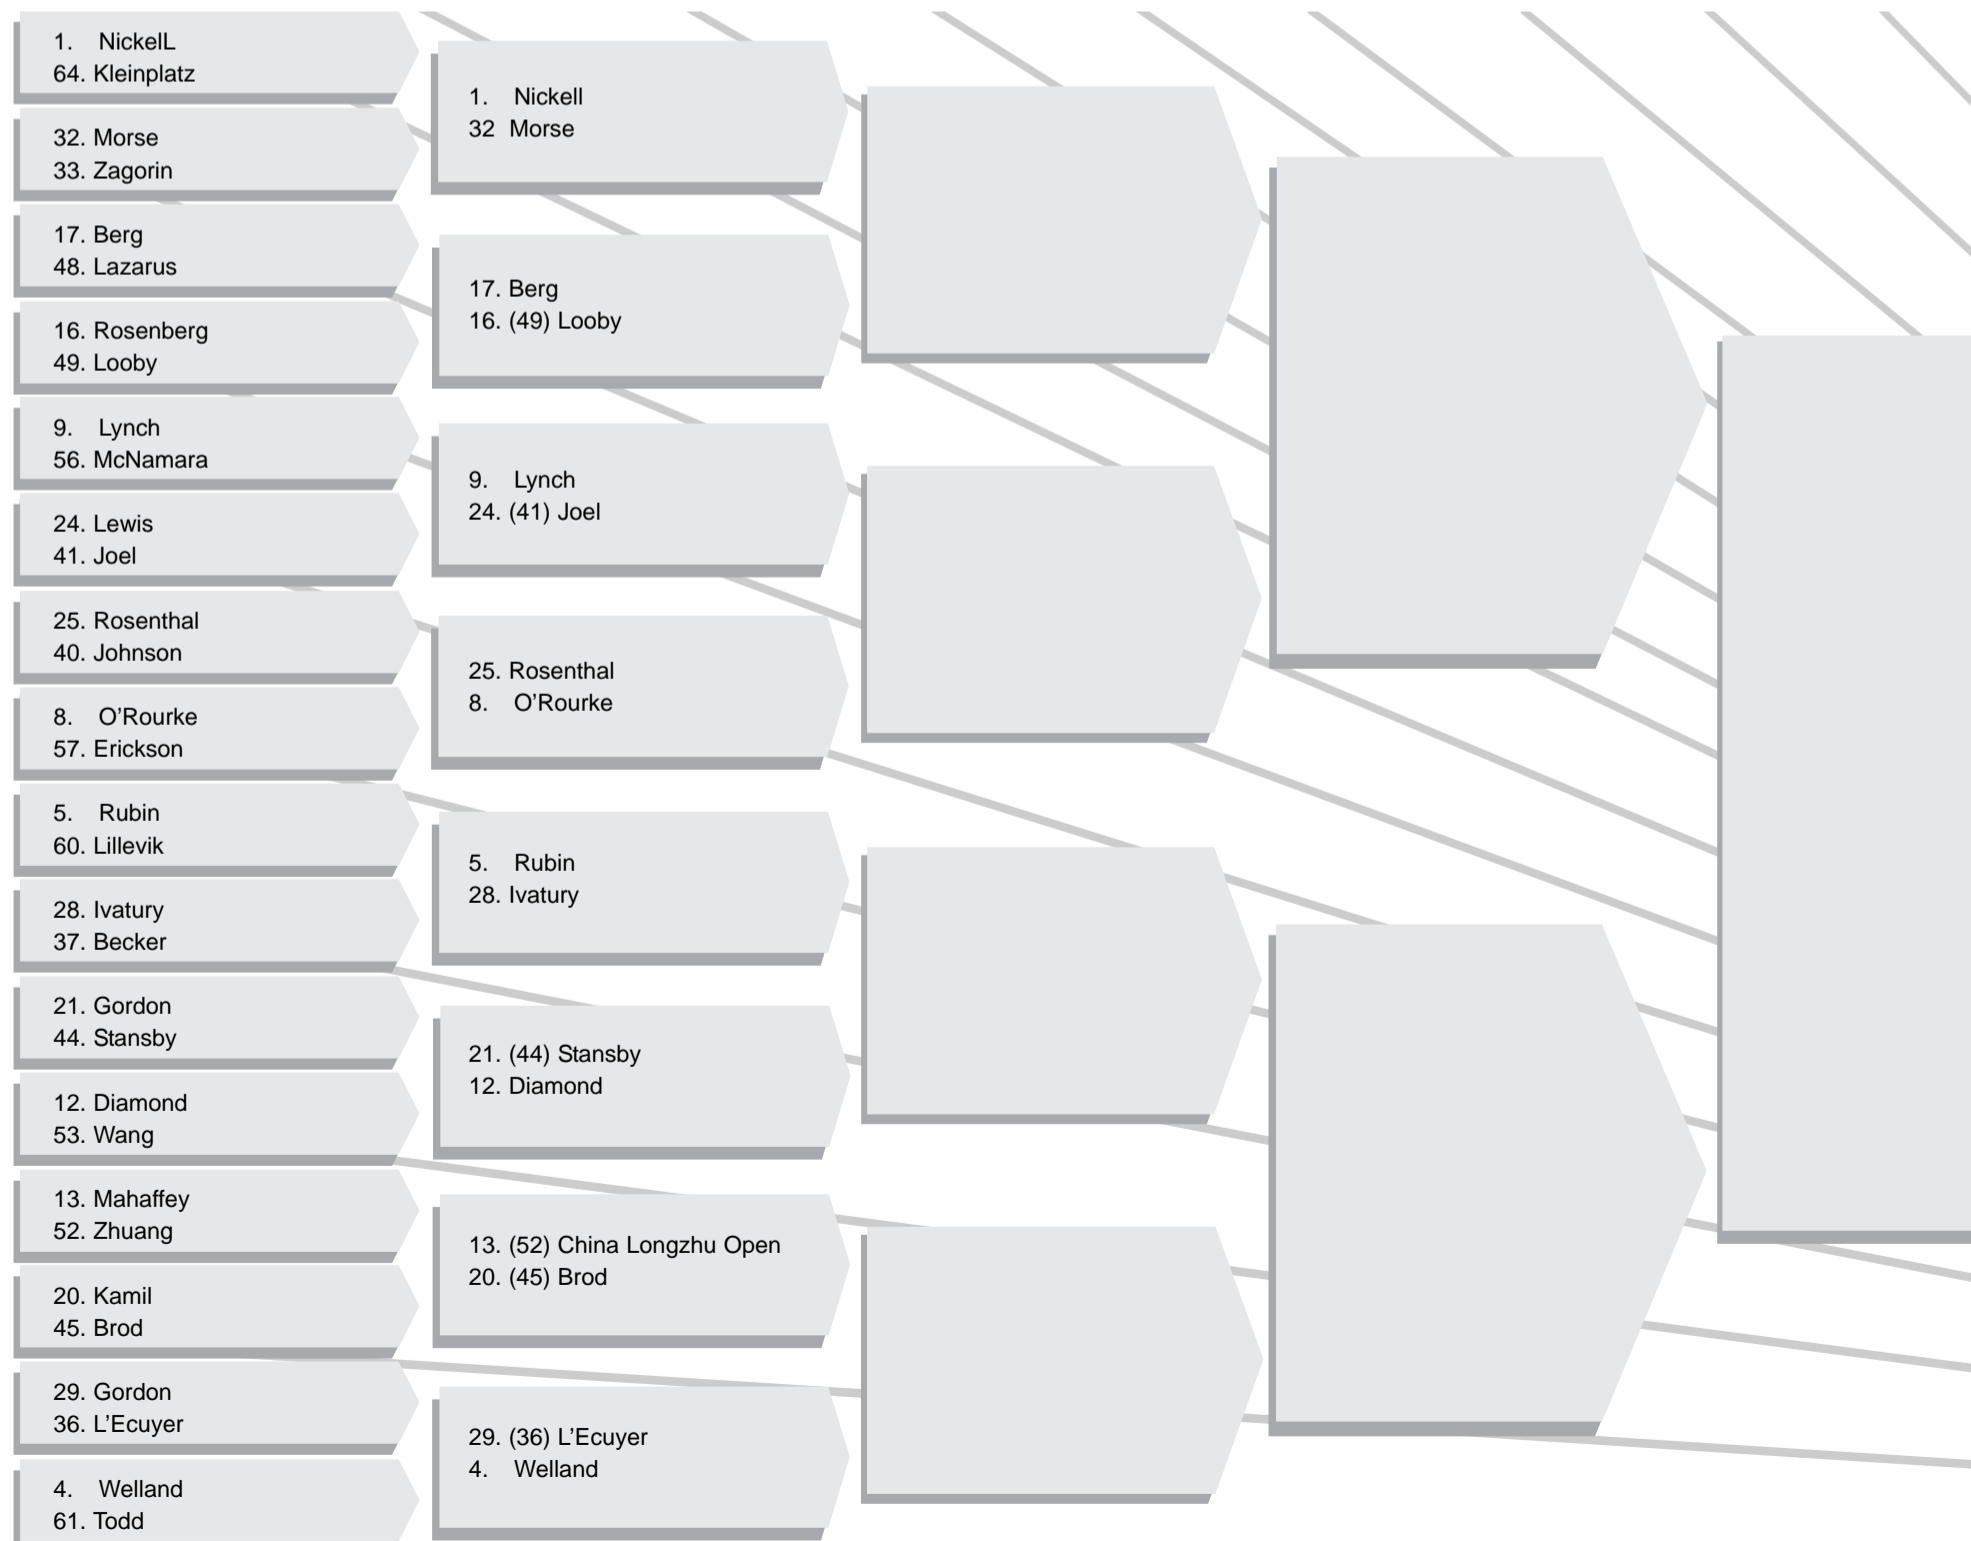 1. NickelL
64. Kleinplatz
32. Morse
33. Zagorin
17. Berg
48. Lazarus
16. Rosenberg
49. Looby
9. Lynch
56. McNamara
24. Lewis
41. Joel
25. Rosenthal
40. Johnson
8. O’Rourke
57. Erickson
5. Rubin
60. Lillevik
28. Ivatury
37. Becker
21. Gordon
44. Stansby
12. Diamond
53. Wang
13. Mahaffey
52. Zhuang
20. Kamil
45. Brod
29. Gordon
36. L’Ecuyer
4. Welland
61. Todd
1. Nickell
32 Morse
17. Berg
16. (49) Looby
9. Lynch
24. (41) Joel
25. Rosenthal
8. O’Rourke
5. Rubin
28. Ivatury
21. (44) Stansby
12. Diamond
13. (52) China Longzhu Open
20. (45) Brod
29. (36) L’Ecuyer
4. Welland